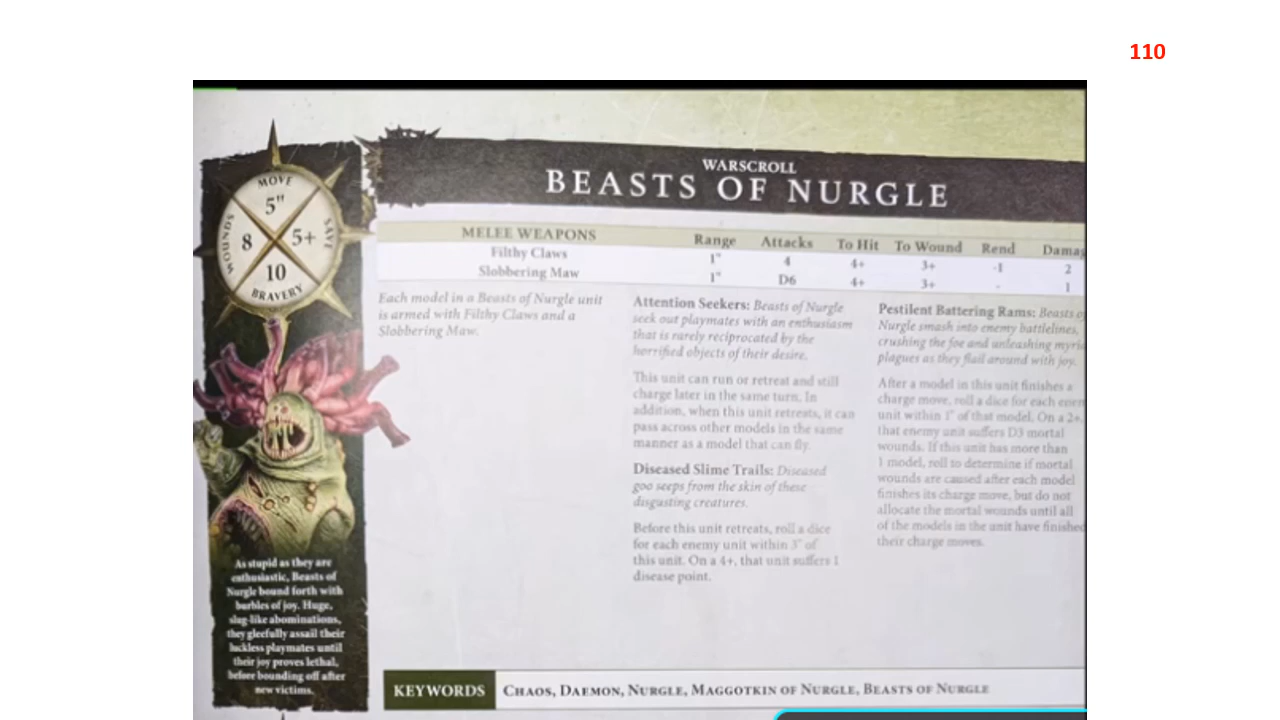 110
WARSCROLL
BEASTS OF NURGLE
MOVE
5"
WOUNDS
8
5+
SAVE
10
BRAVERY
MELEE WEAPONS Range Attacks To Hit To Wound Rend Damag
Filthy Claws 1" 4 4+ 3+ -1 2
Slobbering Maw 1" D6 4+ 3+ - 1
Each model in a Beasts of Nurgle unit
is armed with Filthy Claws and a
Slobbering Maw.
Attention Seekers: Beasts of Nurgle
seek out playmates with an enthusiasm
that is rarely reciprocated by the
horrified objects of their desire.
This unit can run or retreat and still
charge later in the same turn. In
addition, when this unit retreats, it can
pass across other models in the same
manner as a model that can fly.
Diseased Slime Trails: Diseased
goo seeps from the skin of these
disgusting creatures.
Before this unit retreats, roll a dice
for each enemy unit within 3" of
this unit. On a 4+, that unit suffers 1
disease point.
Pestilent Battering Rams: Beasts of
Nurgle smash into enemy battlelines,
crushing the foe and unleashing myria
plagues as they flail around with joy.
After a model in this unit finishes a
charge move, roll a dice for each enem
unit within 1" of that model. On a 2+,
that enemy unit suffers D3 mortal
wounds. If this unit has more than
1 model, roll to determine if mortal
wounds are caused after each model
finishes its charge move, but do not
allocate the mortal wounds until all
of the models in the unit have finished
their charge moves.
As stupid as they are
enthusiastic, Beasts of
Nurgle bound forth with
burbles of joy. Huge,
slug-like abominations,
they gleefully assail their
luckless playmates until
their joy proves lethal,
before bounding off after
new victims.
KEYWORDS CHAOS, DAEMON, NURGLE, MAGGOTKIN OF NURGLE, BEASTS OF NURGLE